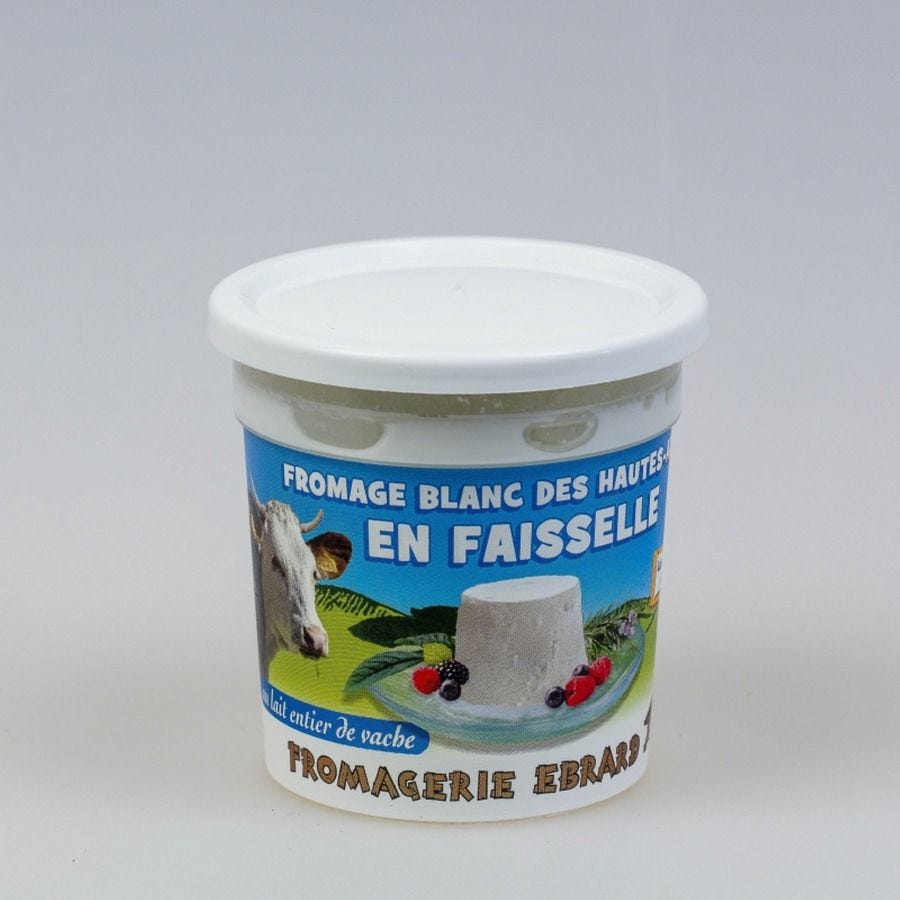 FROMAGE BLANC DES HAUTES-
EN FAISSELLE
au lait entier de vache
FROMAGERIE EBRARD